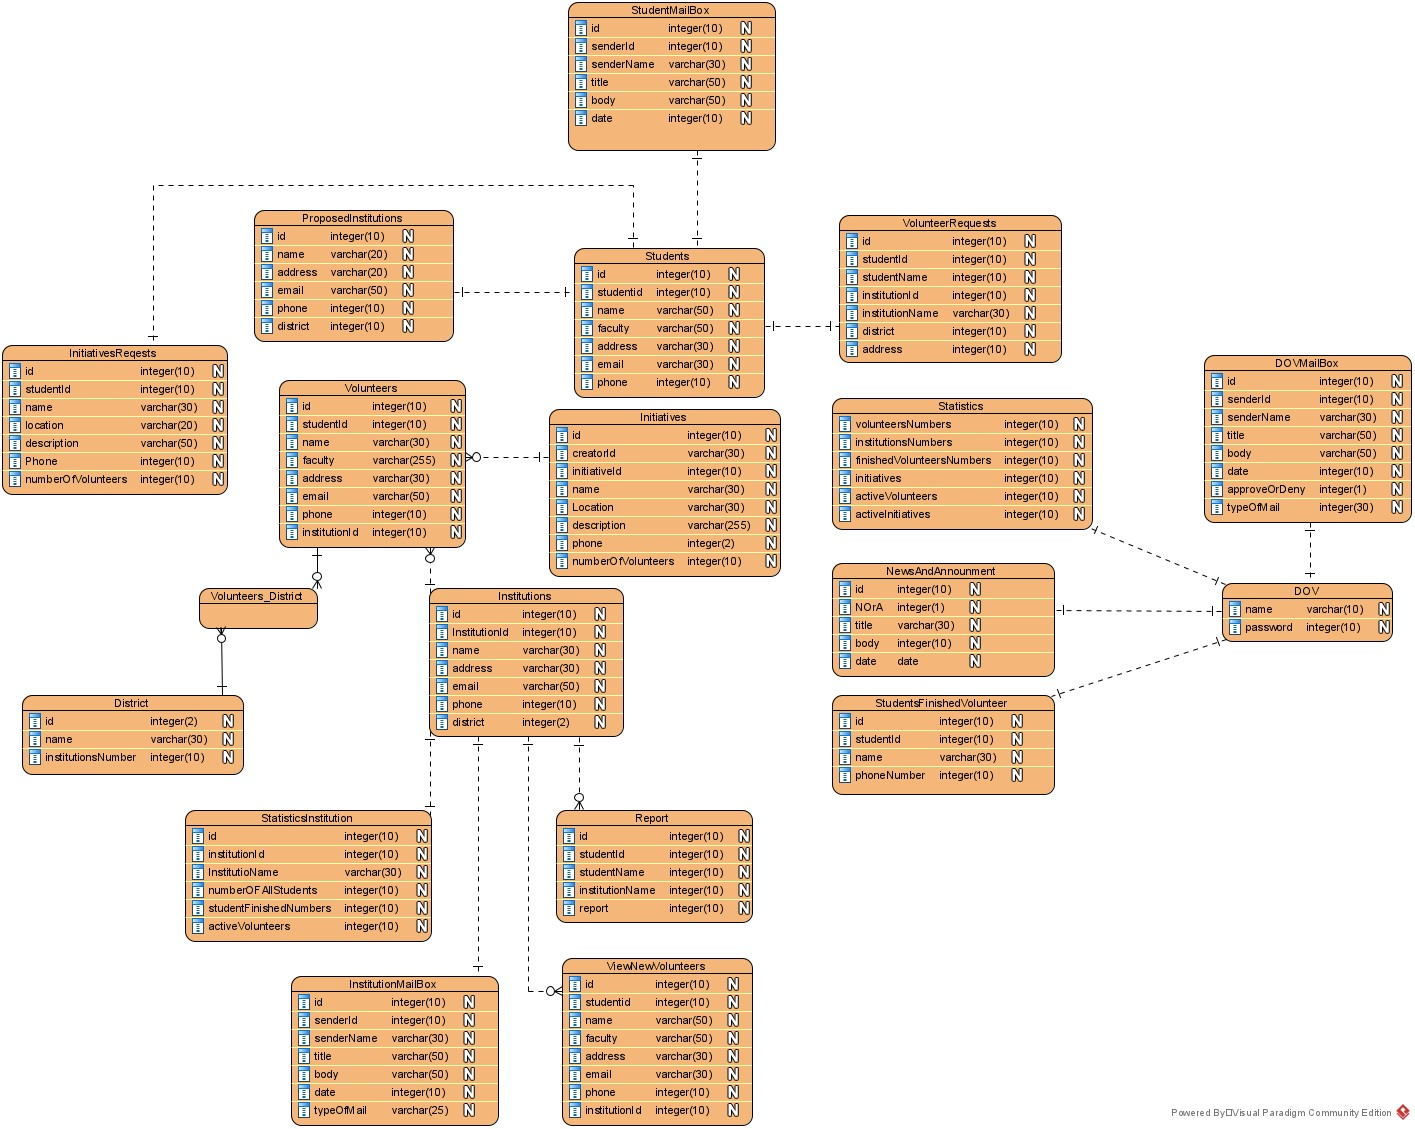 StudentMailBox
id integer(10) N
senderId integer(10) N
senderName varchar(30) N
title varchar(50) N
body varchar(50) N
date integer(10) N
ProposedInstitutions
id integer(10) N
name varchar(20) N
address varchar(20) N
email varchar(50) N
phone integer(10) N
district integer(10) N
Students
id integer(10) N
studentid integer(10) N
name varchar(50) N
faculty varchar(50) N
address varchar(30) N
email varchar(30) N
phone integer(10) N
VolunteerRequests
id integer(10) N
studentId integer(10) N
studentName integer(10) N
institutionId integer(10) N
institutionName varchar(30) N
district integer(10) N
address integer(10) N
InitiativesReqests
id integer(10) N
studentId integer(10) N
name varchar(30) N
location varchar(20) N
description varchar(50) N
Phone integer(10) N
numberOfVolunteers integer(10) N
Volunteers
id integer(10) N
studentId integer(10) N
name varchar(30) N
faculty varchar(255) N
address varchar(30) N
email varchar(50) N
phone integer(10) N
institutionId integer(10) N
Initiatives
id integer(10) N
creatorId varchar(30) N
initiativeId integer(10) N
name varchar(30) N
Location varchar(30) N
description varchar(255) N
phone integer(2) N
numberOfVolunteers integer(10) N
Statistics
volunteersNumbers integer(10) N
institutionsNumbers integer(10) N
finishedVolunteersNumbers integer(10) N
initiatives integer(10) N
activeVolunteers integer(10) N
activeInitiatives integer(10) N
DOVMailBox
id integer(10) N
senderId integer(10) N
senderName varchar(30) N
title varchar(50) N
body varchar(50) N
date integer(10) N
approveOrDeny integer(1) N
typeOfMail integer(30) N
Volunteers_District
Institutions
id integer(10) N
InstitutionId integer(10) N
name varchar(30) N
address varchar(30) N
email varchar(50) N
phone integer(10) N
district integer(2) N
NewsAndAnnounment
id integer(10) N
NOrA integer(1) N
title varchar(30) N
body integer(10) N
date date N
DOV
name varchar(10) N
password integer(10) N
District
id integer(2) N
name varchar(30) N
institutionsNumber integer(10) N
StudentsFinishedVolunteer
id integer(10) N
studentId integer(10) N
name varchar(30) N
phoneNumber integer(10) N
StatisticsInstitution
id integer(10) N
institutionId integer(10) N
InstitutioName varchar(30) N
numberOFAllStudents integer(10) N
studentFinishedNumbers integer(10) N
activeVolunteers integer(10) N
Report
id integer(10) N
studentId integer(10) N
studentName integer(10) N
institutionName integer(10) N
report integer(10) N
InstitutionMailBox
id integer(10) N
senderId integer(10) N
senderName varchar(30) N
title varchar(50) N
body varchar(50) N
date integer(10) N
typeOfMail varchar(25) N
ViewNewVolunteers
id integer(10) N
studentid integer(10) N
name varchar(50) N
faculty varchar(50) N
address varchar(30) N
email varchar(30) N
phone integer(10) N
institutionId integer(10) N
Powered By Visual Paradigm Community Edition